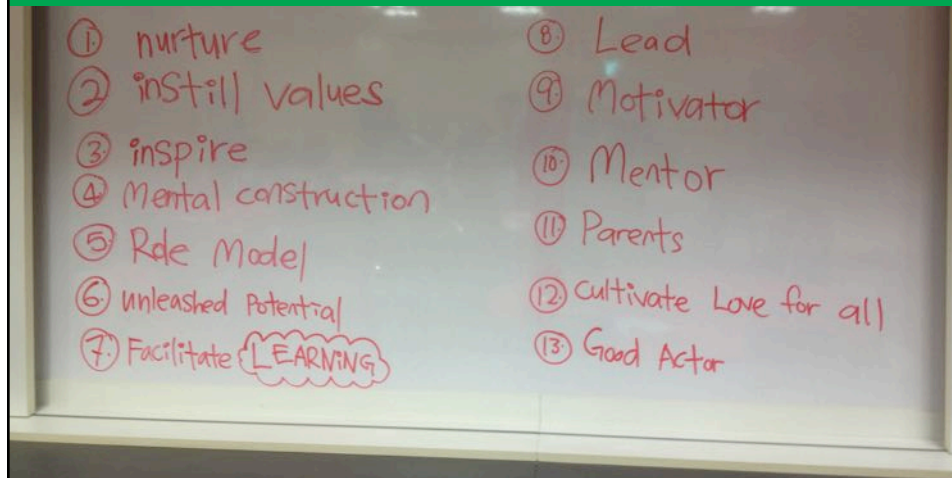 1. nurture
2 instill values
3. inspire
4 Mental construction
5 Role Model
6. unleashed Potential
7. Facilitate LEARNING
8. Lead
9. Motivator
10. Mentor
11. Parents
12. Cultivate Love for all
13. Good Actor